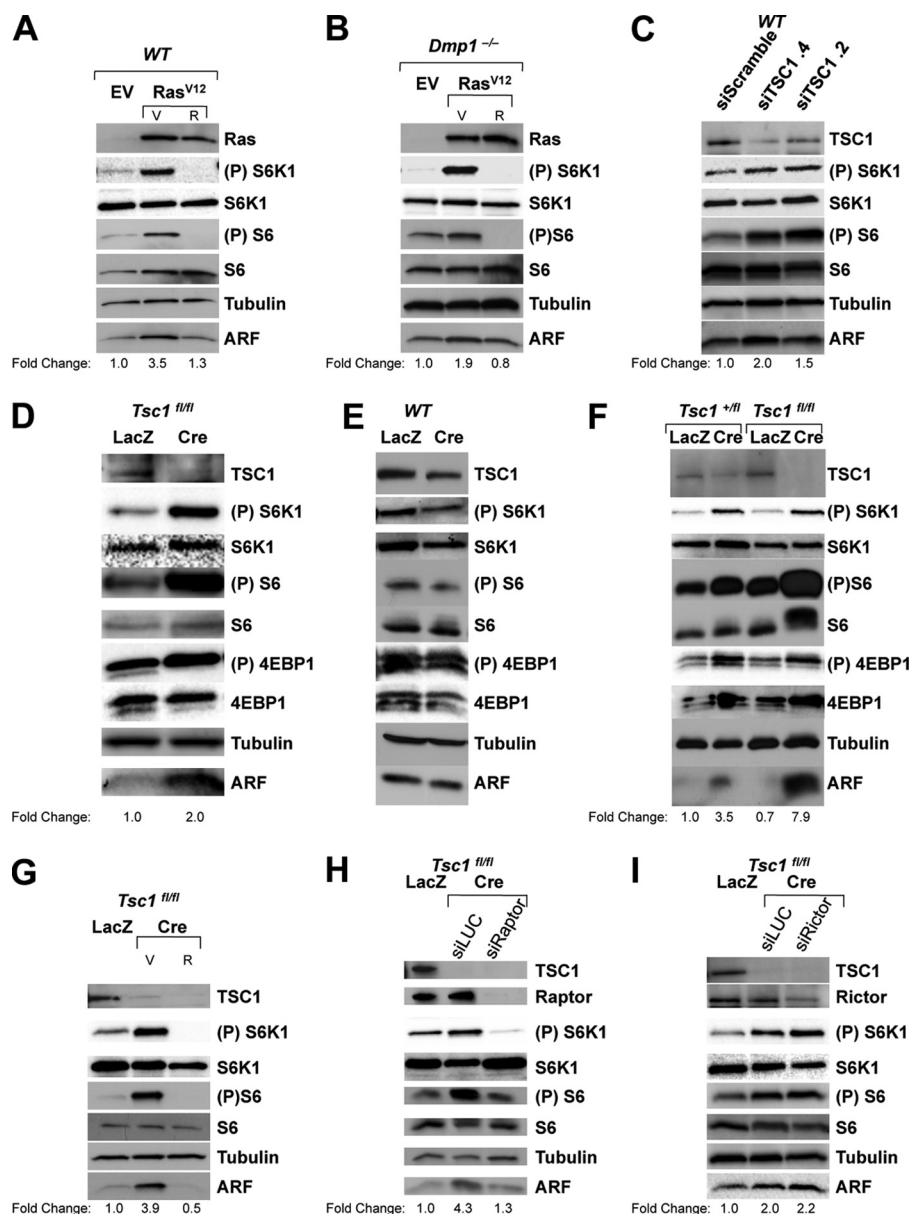 A
WT
EV RasV12
V R
Ras
(P) S6K1
S6K1
(P) S6
S6
Tubulin
ARF
Fold Change: 1.0 3.5 1.3
B
Dmp1 –/–
EV RasV12
V R
Ras
(P) S6K1
S6K1
(P)S6
S6
Tubulin
ARF
1.0 1.9 0.8
Fold Change:
C
WT
siScramble siTSC1 .4 siTSC1 .2
TSC1
(P) S6K1
S6K1
(P) S6
S6
Tubulin
ARF
Fold Change: 1.0 2.0 1.5
D
Tsc1 fl/fl
LacZ Cre
TSC1
(P) S6K1
S6K1
(P) S6
S6
(P) 4EBP1
4EBP1
Tubulin
ARF
Fold Change: 1.0 2.0
E
WT
LacZ Cre
TSC1
(P) S6K1
S6K1
(P) S6
S6
(P) 4EBP1
4EBP1
Tubulin
ARF
F
Tsc1 +/fl Tsc1 fl/fl
LacZ Cre LacZ Cre
TSC1
(P) S6K1
S6K1
(P)S6
S6
(P) 4EBP1
4EBP1
Tubulin
ARF
Fold Change: 1.0 3.5 0.7 7.9
G
Tsc1 fl/fl
LacZ Cre
V R
TSC1
(P) S6K1
S6K1
(P)S6
S6
Tubulin
ARF
Fold Change: 1.0 3.9 0.5
H
Tsc1 fl/fl
LacZ Cre
siLUC siRaptor
TSC1
Raptor
(P) S6K1
S6K1
(P) S6
S6
Tubulin
ARF
Fold Change: 1.0 4.3 1.3
I
Tsc1 fl/fl
LacZ Cre
siLUC siRictor
TSC1
Rictor
(P) S6K1
S6K1
(P) S6
S6
Tubulin
ARF
Fold Change: 1.0 2.0 2.2